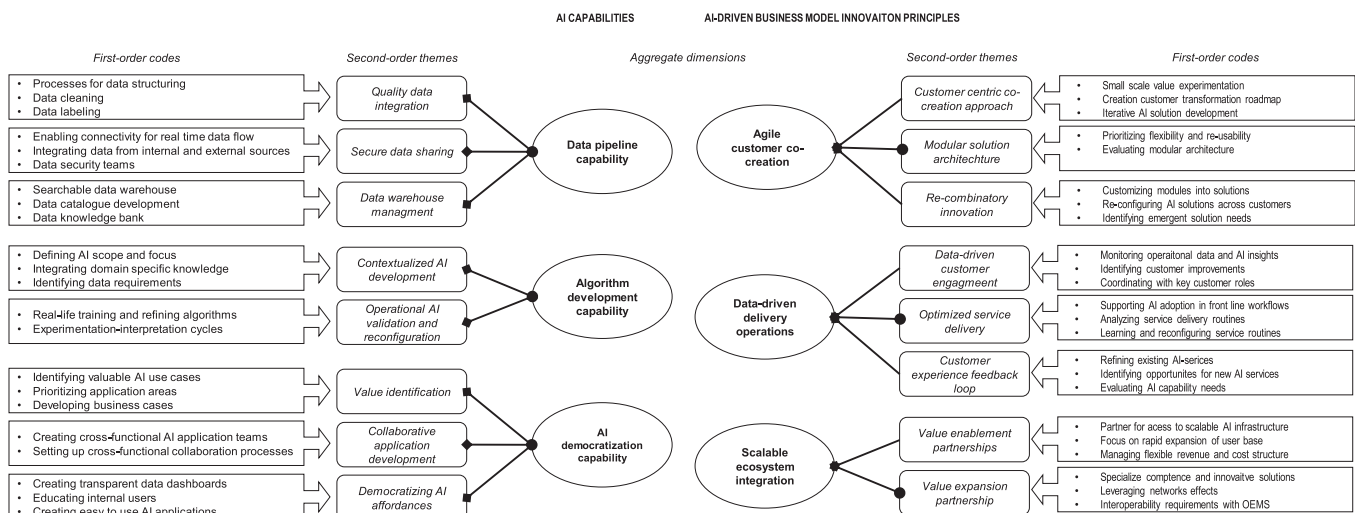 AI CAPABILITIES
AI-DRIVEN BUSINESS MODEL INNOVAITON PRINCIPLES
First-order codes
Second-order themes
Aggregate dimensions
Second-order themes
First-order codes
• Processes for data structuring
• Data cleaning
• Data labeling
Quality data
integration
• Enabling connectivity for real time data flow
• Integrating data from internal and external sources
• Data security teams
Secure data sharing
• Searchable data warehouse
• Data catalogue development
• Data knowledge bank
Data warehouse
managment
Data pipeline
capability
• Defining AI scope and focus
• Integrating domain specific knowledge
• Identifying data requirements
Contextualized AI
development
• Real-life training and refining algorithms
• Experimentation-interpretation cycles
Operational AI
validation and
reconfiguration
Algorithm
development
capability
• Identifying valuable AI use cases
• Prioritizing application areas
• Developing business cases
Value identification
• Creating cross-functional AI application teams
• Setting up cross-functional collaboration processes
Collaborative
application
development
• Creating transparent data dashboards
• Educating internal users
• Creating easy to use AI applications
Democratizing AI
affordances
AI
democratization
capability
Agile
customer co-
creation
Customer centric co-
creation approach
• Small scale value experimentation
• Creation customer transformation roadmap
• Iterative AI solution development
Modular solution
architechture
• Prioritizing flexibility and re-usability
• Evaluating modular architecture
Re-combinatory
innovation
• Customizing modules into solutions
• Re-configuring AI solutions across customers
• Identifying emergent solution needs
Data-driven
delivery
operations
Data-driven
customer
engagment
• Monitoring operaitonal data and AI insights
• Identifying customer improvements
• Coordinating with key customer roles
Optimized service
delivery
• Supporting AI adoption in front line workflows
• Analyzing service delivery routines
• Learning and reconfiguring service routines
Customer
experience feedback
loop
• Refining existing AI-serices
• Identifying opportunites for new AI services
• Evaluating AI capability needs
Scalable
ecosystem
integration
Value enablement
partnerships
• Partner for acess to scalable AI infrastructure
• Focus on rapid expansion of user base
• Managing flexible revenue and cost structure
Value expansion
partnership
• Specialize comptence and innovaitve solutions
• Leveraging networks effects
• Interoperability requirements with OEMS